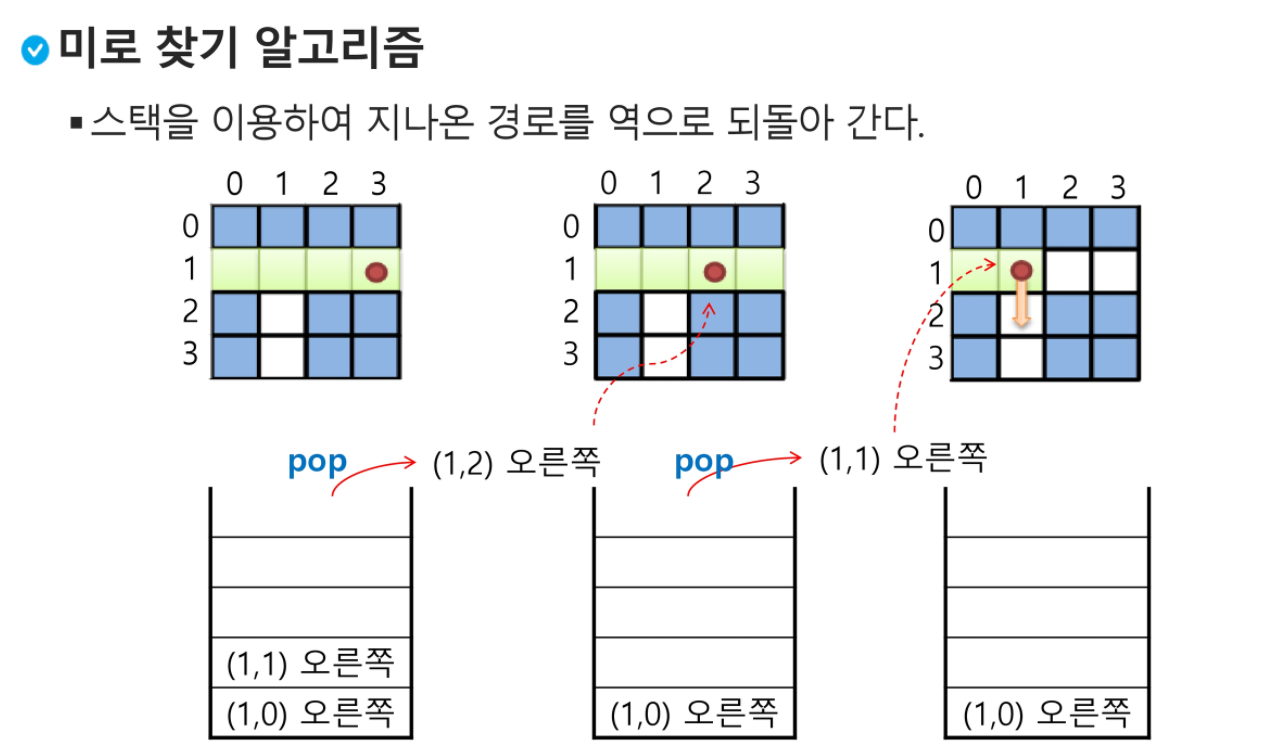 미로 찾기 알고리즘
▪ 스택을 이용하여 지나온 경로를 역으로 되돌아 간다.
0 1 2 3
0
1
2
3
0 1 2 3
0
1
2
3
0 1 2 3
0
1
2
3
pop
(1,2) 오른쪽
pop
(1,1) 오른쪽
(1,1) 오른쪽
(1,0) 오른쪽
(1,0) 오른쪽
(1,0) 오른쪽